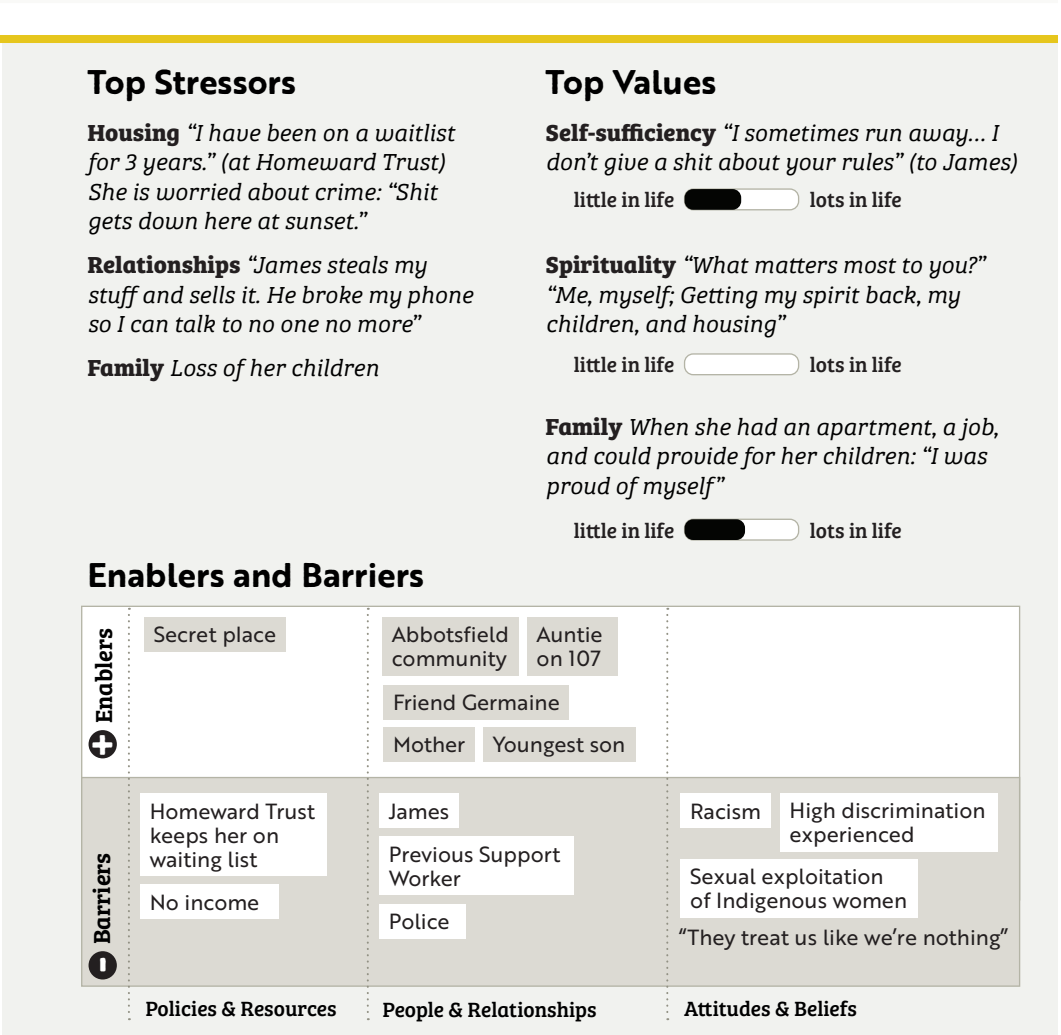 Top Stressors
Housing “I have been on a waitlist
for 3 years.” (at Homeward Trust)
She is worried about crime: “Shit
gets down here at sunset.”
Relationships “James steals my
stuff and sells it. He broke my phone
so I can talk to no one no more”
Family Loss of her children
Top Values
Self-sufficiency “I sometimes run away... I
don’t give a shit about your rules” (to James)
little in life lots in life
Spirituality “What matters most to you?”
“Me, myself; Getting my spirit back, my
children, and housing”
little in life lots in life
Family When she had an apartment, a job,
and could provide for her children: “I was
proud of myself”
little in life lots in life
Enablers and Barriers
Enablers
Secret place
Abbotsfield
community
Auntie
on 107
Friend Germaine
Mother
Youngest son
Barriers
Homeward Trust
keeps her on
waiting list
No income
James
Previous Support
Worker
Police
Racism
High discrimination
experienced
Sexual exploitation
of Indigenous women
“They treat us like we’re nothing”
Policies & Resources
People & Relationships
Attitudes & Beliefs